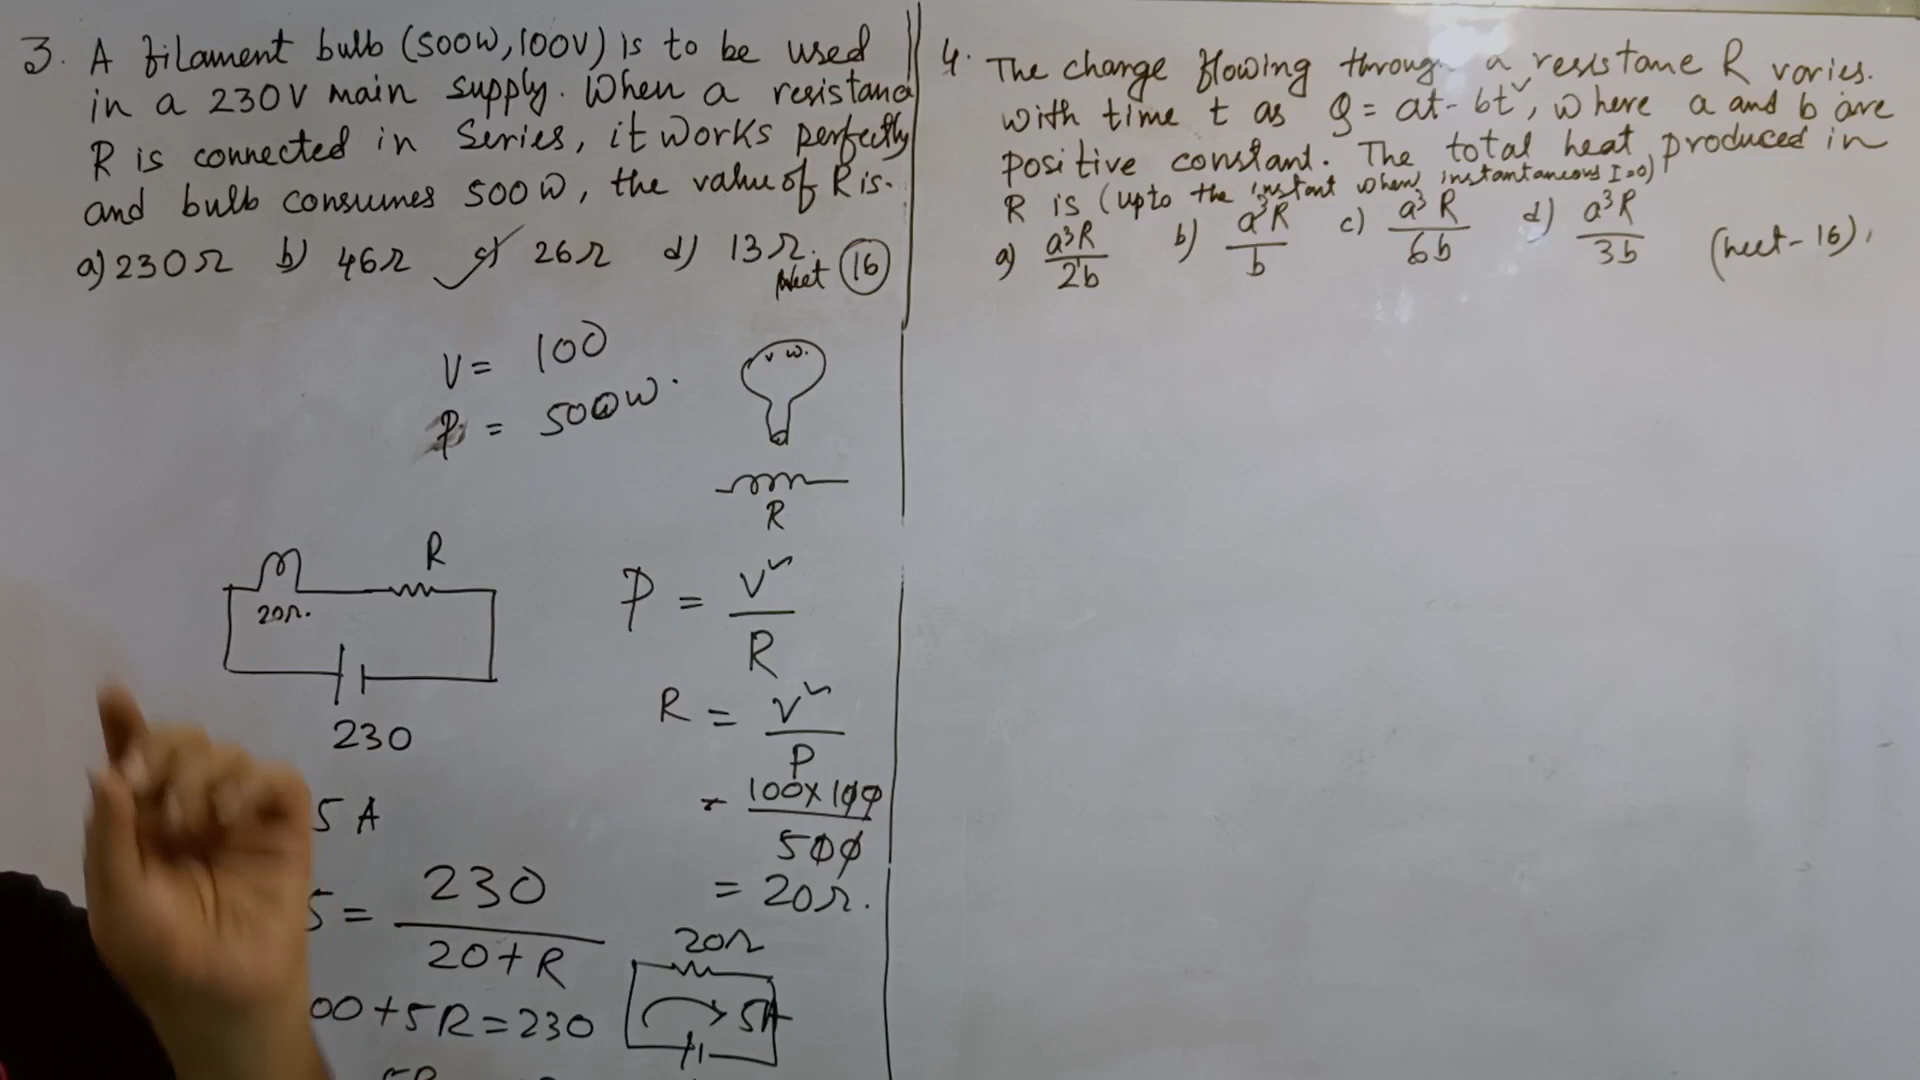 3. A filament bulb (500W, 100V) is to be used
in a 230V main supply. When a resistance
R is connected in Series, it works perfectly
and bulb consumes 500W, the value of R is.
a) 230Ω b) 46Ω c) 26Ω d) 13Ω.
Neet 16
V = 100
P = 500W.
V W.
R
R
20Ω.
230
P = V²
R
R = V²
P
= 100×100
500
= 20Ω.
5A
5 = 230
20+R
00+5R=230
20Ω
5A
4. The charge flowing through a resistance R varies.
with time t as Q = at - bt², where a and b are
positive constant. The total heat produced in
R is (upto the instant when instantaneous I=0)
a) a³R/2b b) a³R/b c) a³R/6b d) a³R/3b (neet-16),